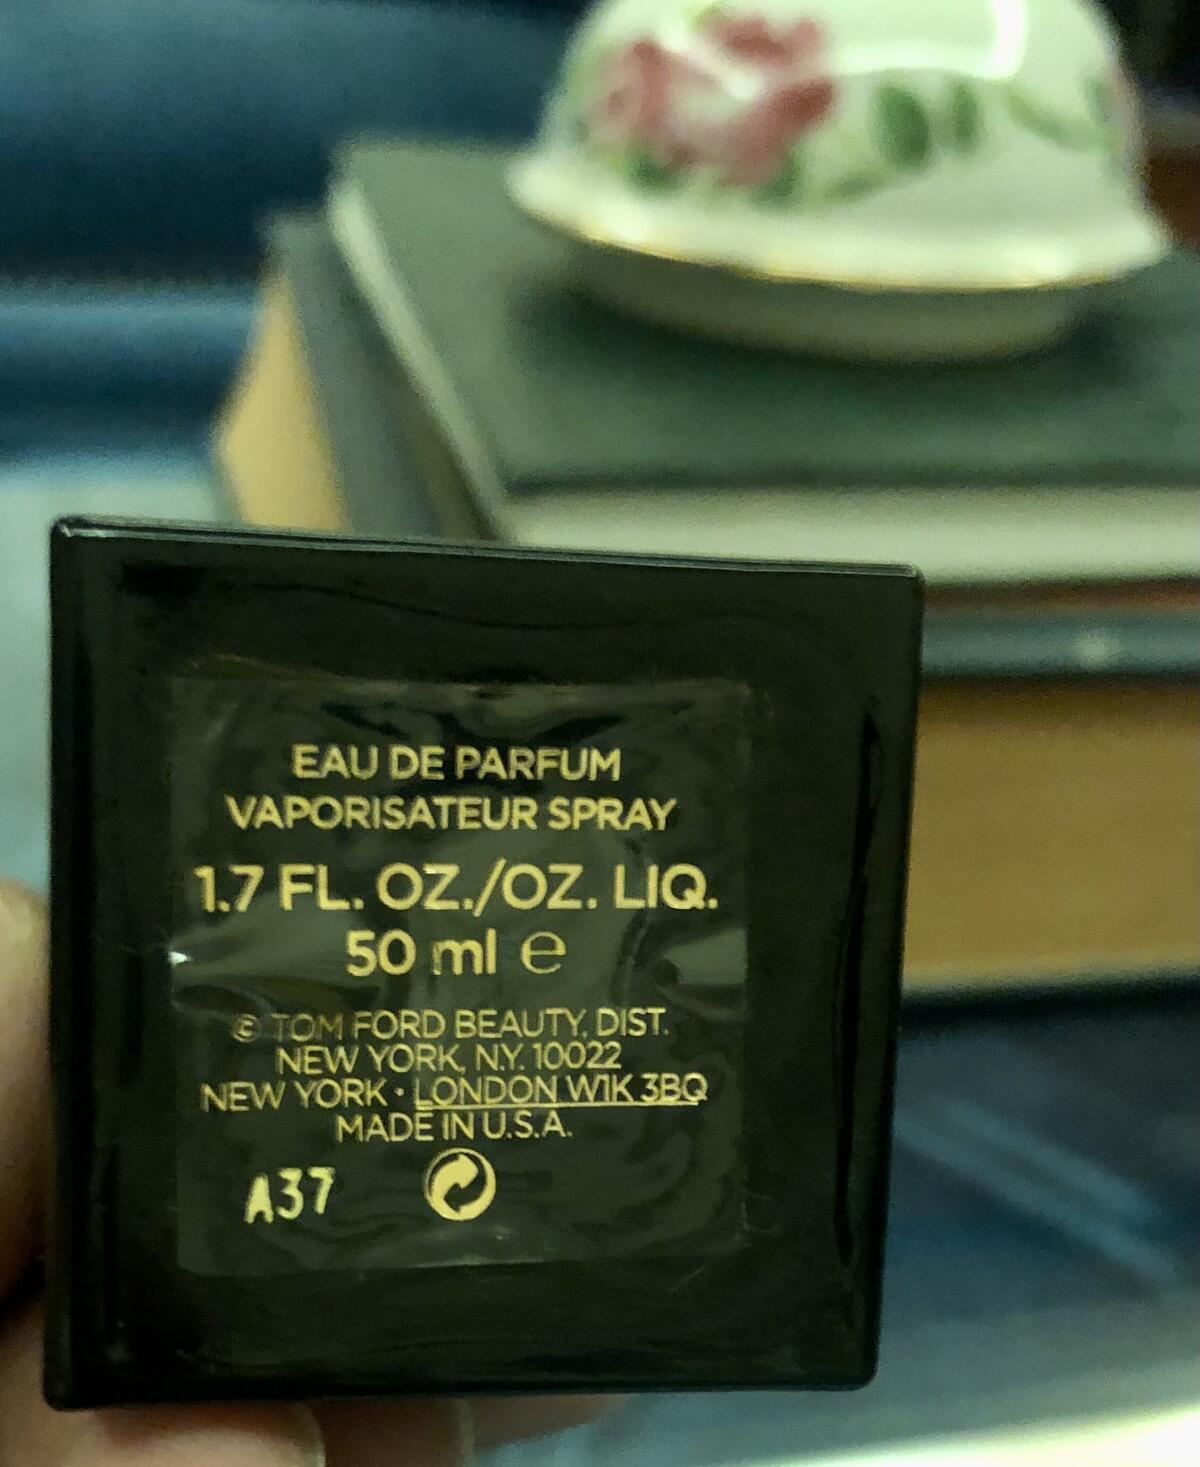 EAU DE PARFUM
VAPORISATEUR SPRAY
1.7 FL. OZ./OZ. LIQ.
50 ml ℮
© TOM FORD BEAUTY, DIST.
NEW YORK, N.Y. 10022
NEW YORK · LONDON W1K 3BQ
MADE IN U.S.A.
A37